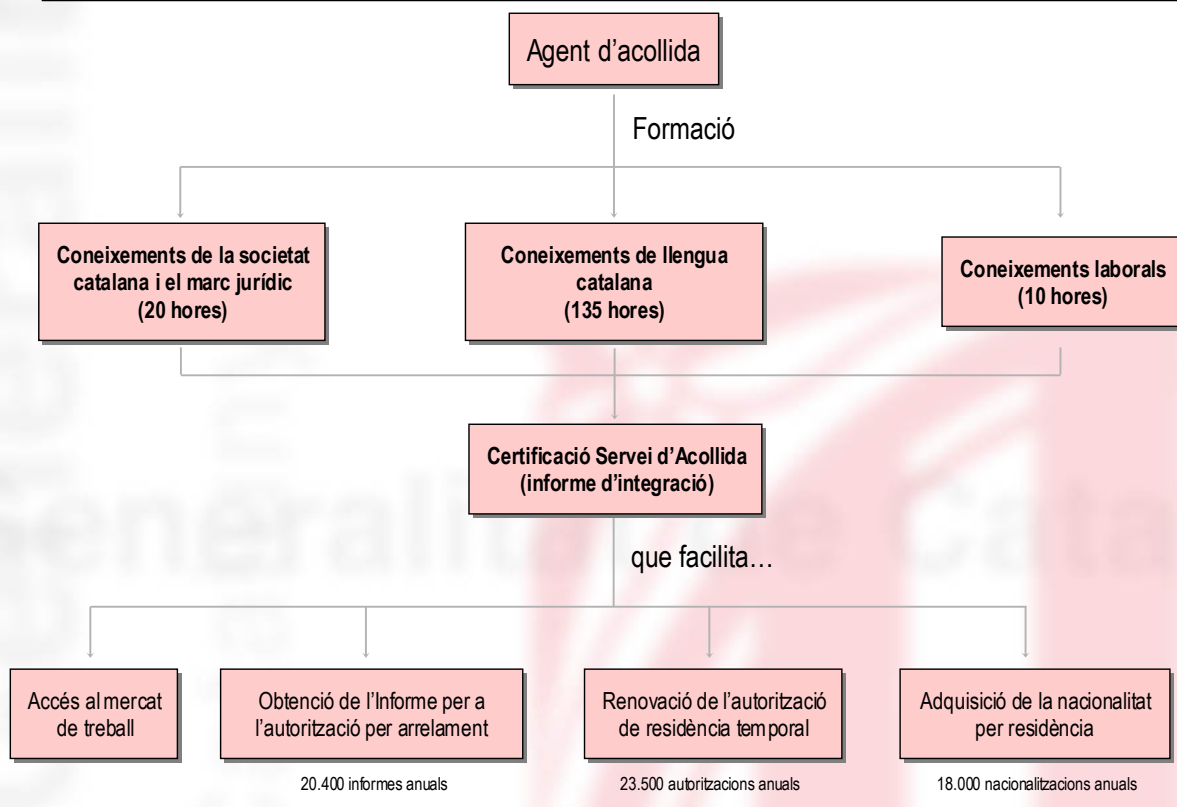 Agent d’acollida
Formació
Coneixements de la societat
catalana i el marc jurídic
(20 hores)
Coneixements de llengua
catalana
(135 hores)
Coneixements laborals
(10 hores)
Certificació Servei d’Acollida
(informe d’integració)
que facilita…
Accés al mercat
de treball
Obtenció de l’Informe per a
l’autorització per arrelament
Renovació de l’autorització
de residència temporal
Adquisició de la nacionalitat
per residència
20.400 informes anuals
23.500 autoritzacions anuals
18.000 nacionalitzacions anuals